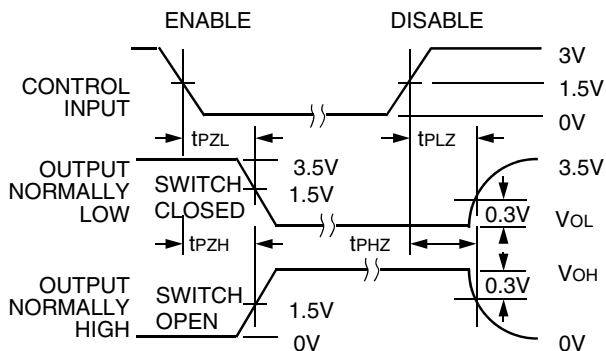 ENABLE DISABLE
CONTROL
INPUT
3V
1.5V
0V
tPZL
tPLZ
OUTPUT
NORMALLY
LOW
SWITCH
CLOSED
3.5V
1.5V
3.5V
0.3V
VOL
tPZH
tPHZ
OUTPUT
NORMALLY
HIGH
SWITCH
OPEN
1.5V
0V
VOH
0.3V
0V